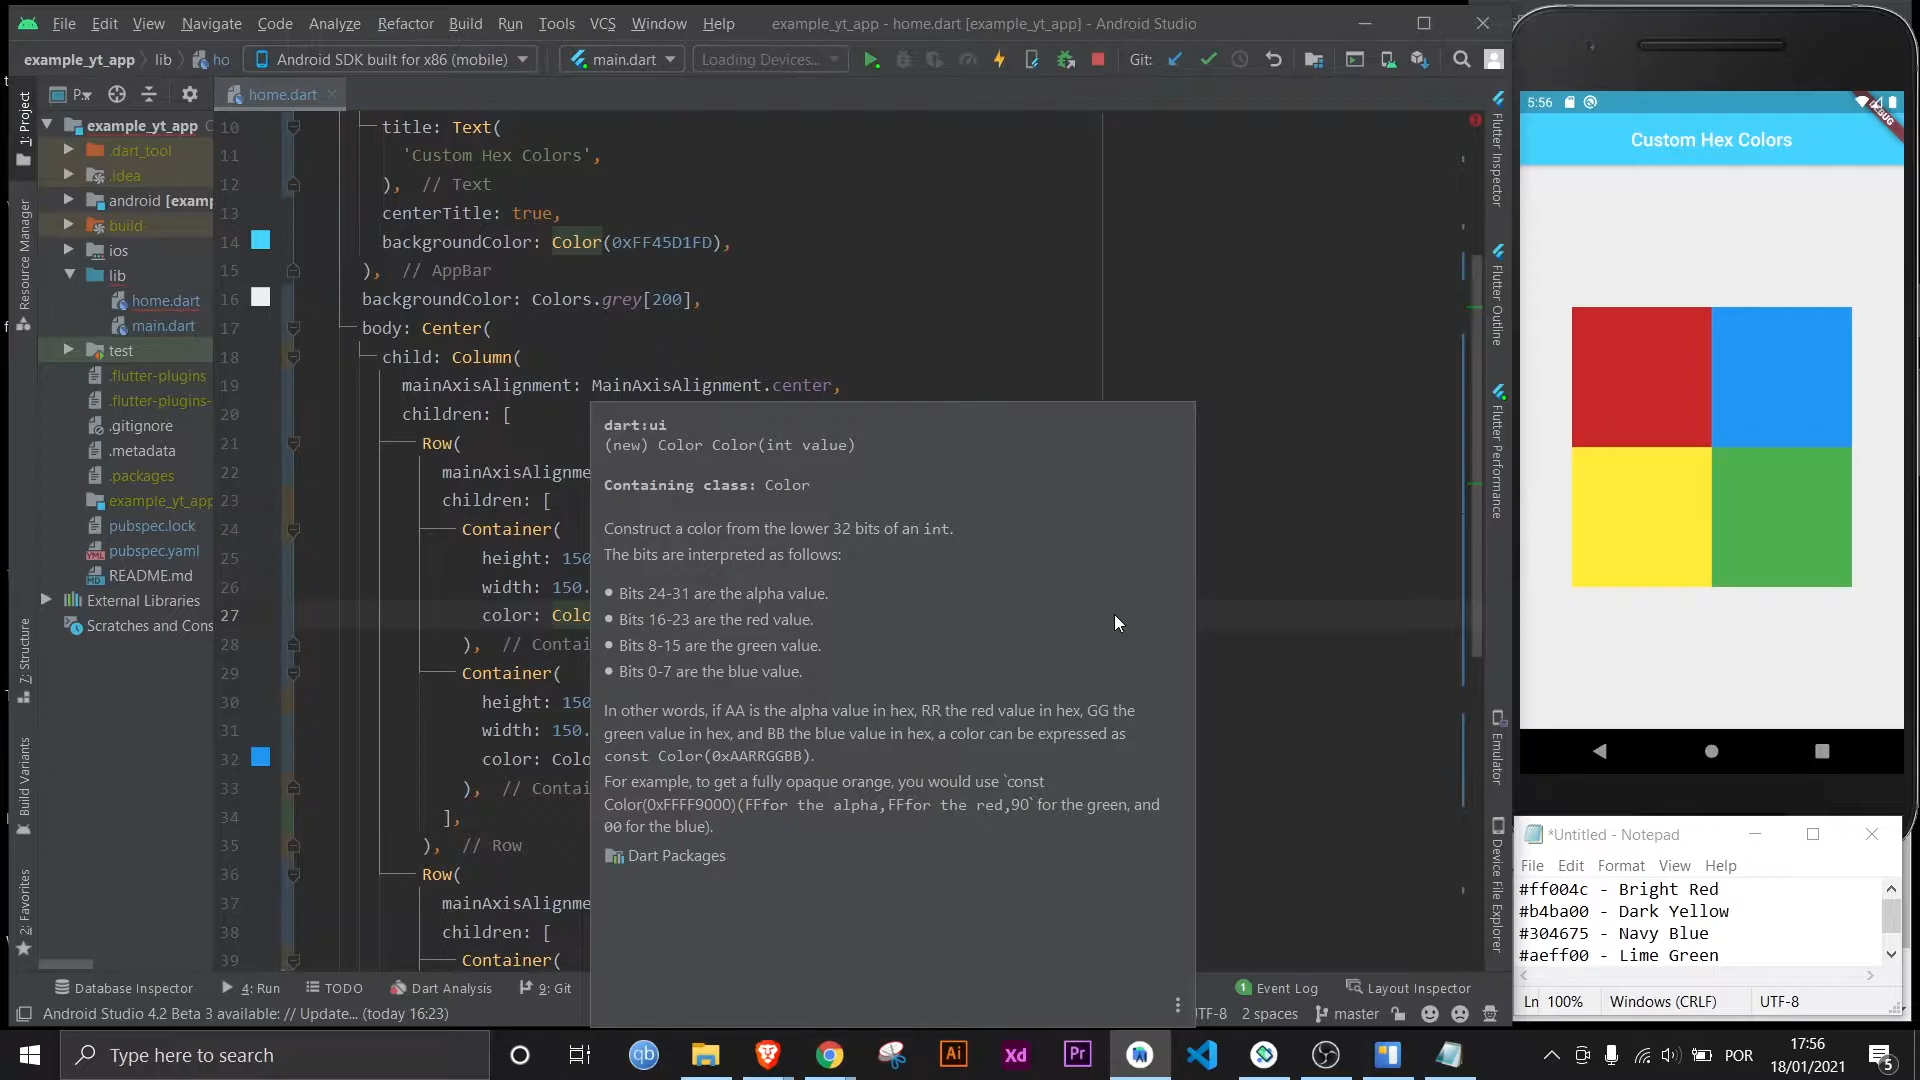 File Edit View Navigate Code Analyze Refactor Build Run Tools VCS Window Help example_yt_app - home.dart [example_yt_app] - Android Studio
example_yt_app lib ho Android SDK built for x86 (mobile) main.dart Loading Devices... Git:
home.dart
1: Project
Resource Manager
7: Structure
Build Variants
2: Favorites
example_yt_app
.dart_tool
.idea
android [examp
build
ios
lib
home.dart
main.dart
test
.flutter-plugins
.flutter-plugins-
.gitignore
.metadata
.packages
example_yt_app
pubspec.lock
pubspec.yaml
README.md
External Libraries
Scratches and Cons
10 title: Text(
11 'Custom Hex Colors',
12 ), // Text
13 centerTitle: true,
14 backgroundColor: Color(0xFF45D1FD),
15 ), // AppBar
16 backgroundColor: Colors.grey[200],
17 body: Center(
18 child: Column(
19 mainAxisAlignment: MainAxisAlignment.center,
20 children: [
21 Row(
22 mainAxisAlignme
23 children: [
24 Container(
25 height: 150
26 width: 150.
27 color: Colo
28 ), // Contai
29 Container(
30 height: 150
31 width: 150.
32 color: Colo
33 ), // Contai
34 ],
35 ), // Row
36 Row(
37 mainAxisAlignme
38 children: [
39 Container(
dart:ui
(new) Color Color(int value)
Containing class: Color
Construct a color from the lower 32 bits of an int.
The bits are interpreted as follows:
• Bits 24-31 are the alpha value.
• Bits 16-23 are the red value.
• Bits 8-15 are the green value.
• Bits 0-7 are the blue value.
In other words, if AA is the alpha value in hex, RR the red value in hex, GG the
green value in hex, and BB the blue value in hex, a color can be expressed as
const Color(0xAARRGGBB).
For example, to get a fully opaque orange, you would use `const
Color(0xFFFF9000)(FFfor the alpha,FFfor the red,90` for the green, and
00 for the blue).
Dart Packages
Flutter Inspector
Flutter Outline
Flutter Performance
Emulator
Device File Explorer
Database Inspector 4: Run TODO Dart Analysis 9: Git 1 Event Log Layout Inspector
Android Studio 4.2 Beta 3 available: // Update... (today 16:23) UTF-8 2 spaces master
5:56
DEBUG
Custom Hex Colors
*Untitled - Notepad
File Edit Format View Help
#ff004c - Bright Red
#b4ba00 - Dark Yellow
#304675 - Navy Blue
#aeff00 - Lime Green
Ln 100% Windows (CRLF) UTF-8
Type here to search qb Ai Xd Pr POR 17:56
18/01/2021 5